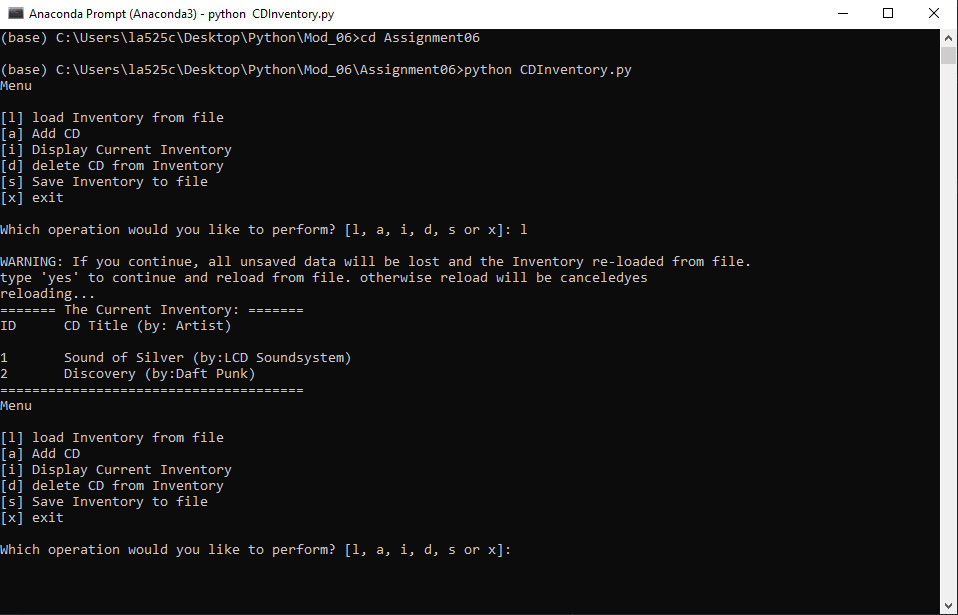 Anaconda Prompt (Anaconda3) - python  CDInventory.py
(base) C:\Users\la525c\Desktop\Python\Mod_06>cd Assignment06
(base) C:\Users\la525c\Desktop\Python\Mod_06\Assignment06>python CDInventory.py
Menu
[l] load Inventory from file
[a] Add CD
[i] Display Current Inventory
[d] delete CD from Inventory
[s] Save Inventory to file
[x] exit
Which operation would you like to perform? [l, a, i, d, s or x]: l
WARNING: If you continue, all unsaved data will be lost and the Inventory re-loaded from file.
type 'yes' to continue and reload from file. otherwise reload will be canceledyes
reloading...
======= The Current Inventory: =======
ID      CD Title (by: Artist)
1       Sound of Silver (by:LCD Soundsystem)
2       Discovery (by:Daft Punk)
======================================
Menu
[l] load Inventory from file
[a] Add CD
[i] Display Current Inventory
[d] delete CD from Inventory
[s] Save Inventory to file
[x] exit
Which operation would you like to perform? [l, a, i, d, s or x]: